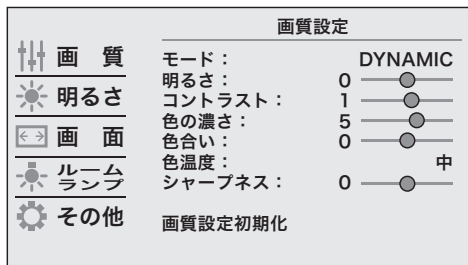 画質設定
画 質
明るさ
画 面
ルーム
ランプ
その他
モード： DYNAMIC
明るさ： 0
コントラスト： 1
色の濃さ： 5
色合い： 0
色温度： 中
シャープネス： 0
画質設定初期化